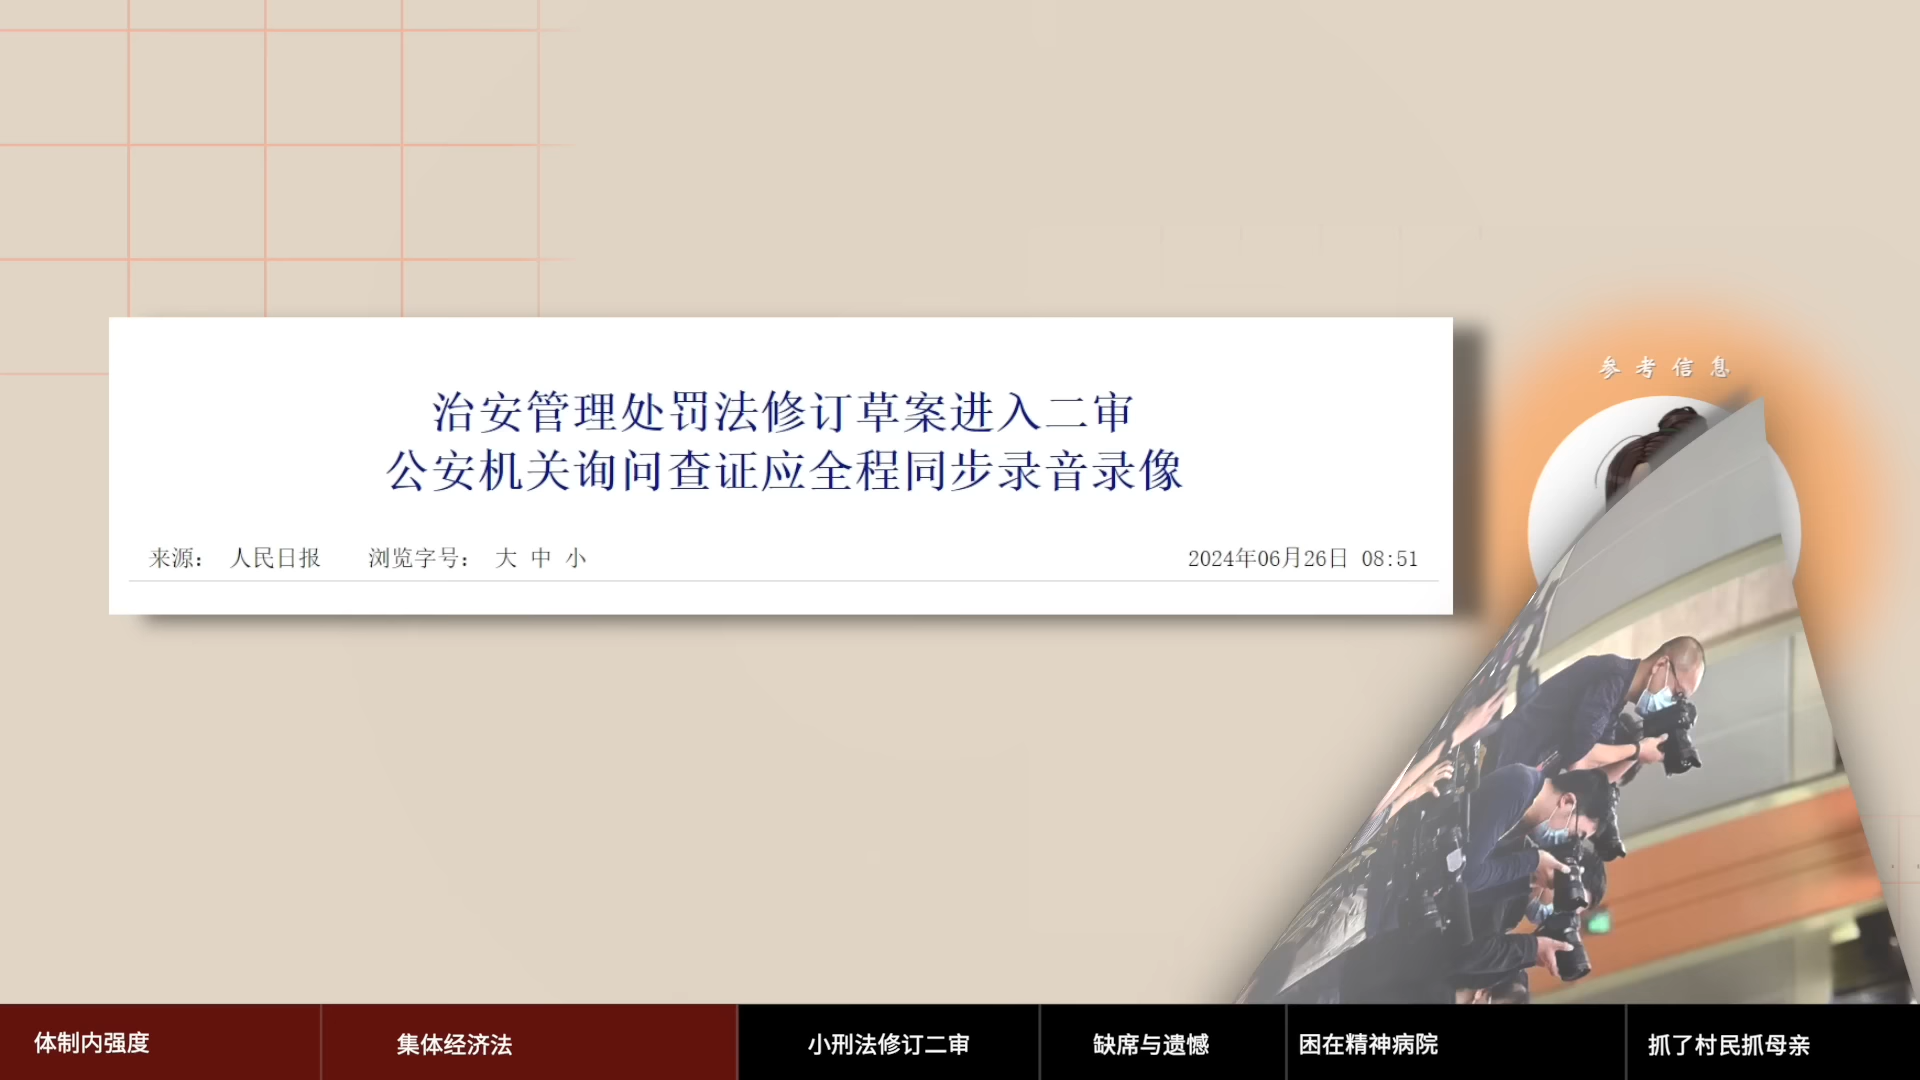 治安管理处罚法修订草案进入二审
公安机关询问查证应全程同步录音录像
来源： 人民日报 浏览字号： 大 中 小 2024年06月26日 08:51
参考信息
体制内强度 集体经济法 小刑法修订二审 缺席与遗憾 困在精神病院 抓了村民抓母亲